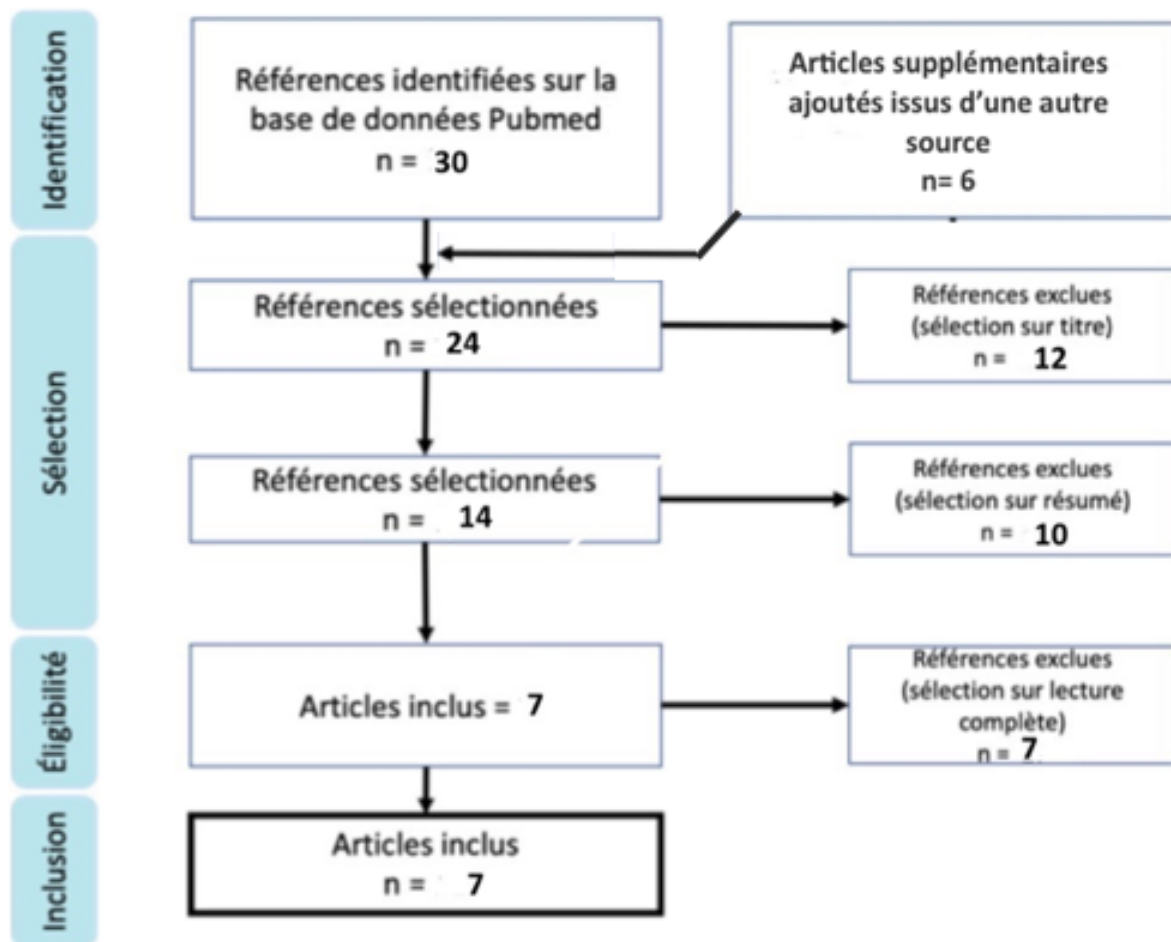 Identification
Références identifiées sur la
base de données Pubmed
n = 30
Articles supplémentaires
ajoutés issus d'une autre
source
n= 6
Sélection
Références sélectionnées
n = 24
Références exclues
(sélection sur titre)
n = 12
Références sélectionnées
n = 14
Références exclues
(sélection sur résumé)
n = 10
Éligibilité
Articles inclus = 7
Références exclues
(sélection sur lecture
complète)
n = 7
Inclusion
Articles inclus
n = 7